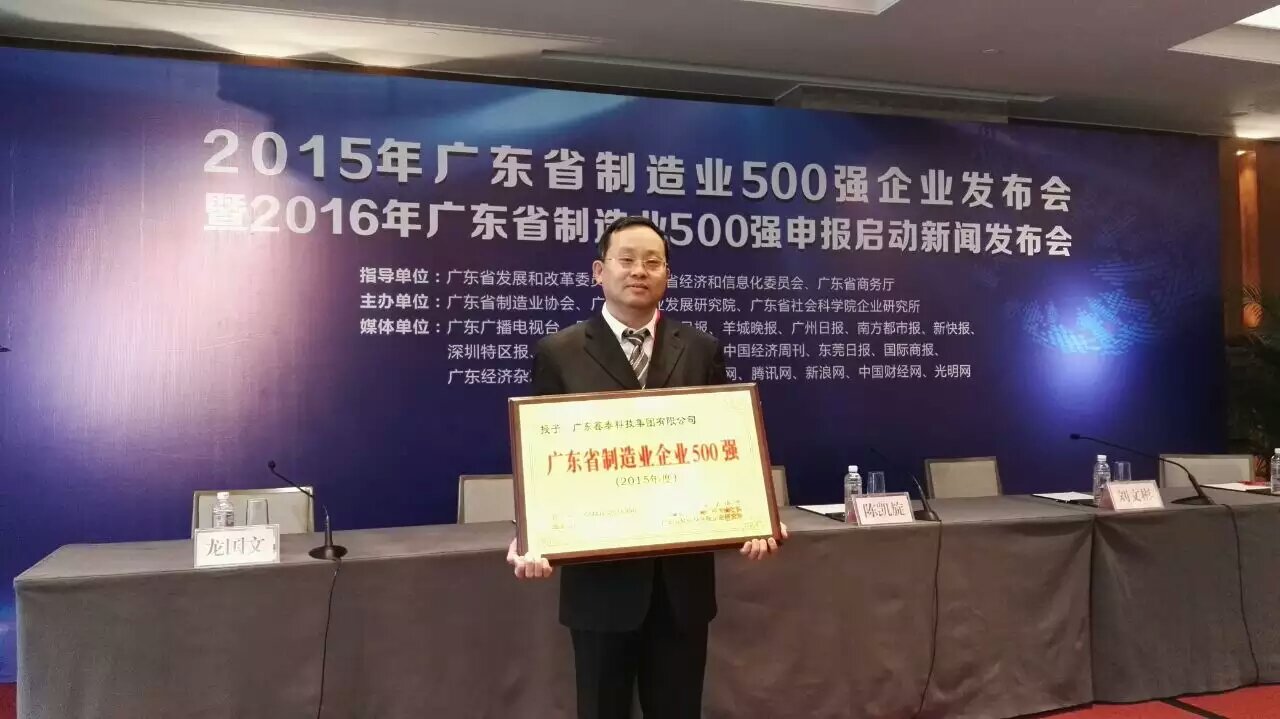 2015年广东省制造业500强企业发布会
暨2016年广东省制造业500强申报启动新闻发布会
指导单位：广东省发展和改革委员 省经济和信息化委员会、广东省商务厅
主办单位：广东省制造业协会、广 业发展研究院、广东省社会科学院企业研究所
媒体单位：广东广播电视台、 日报、羊城晚报、广州日报、南方都市报、新快报、
深圳特区报、 中国经济周刊、东莞日报、国际商报、
广东经济杂 网、腾讯网、新浪网、中国财经网、光明网
授予 广东 泰科技集团有限公司
广东省制造业企业500强
(2015年度)
龙国文
陈凯旋
刘文彬